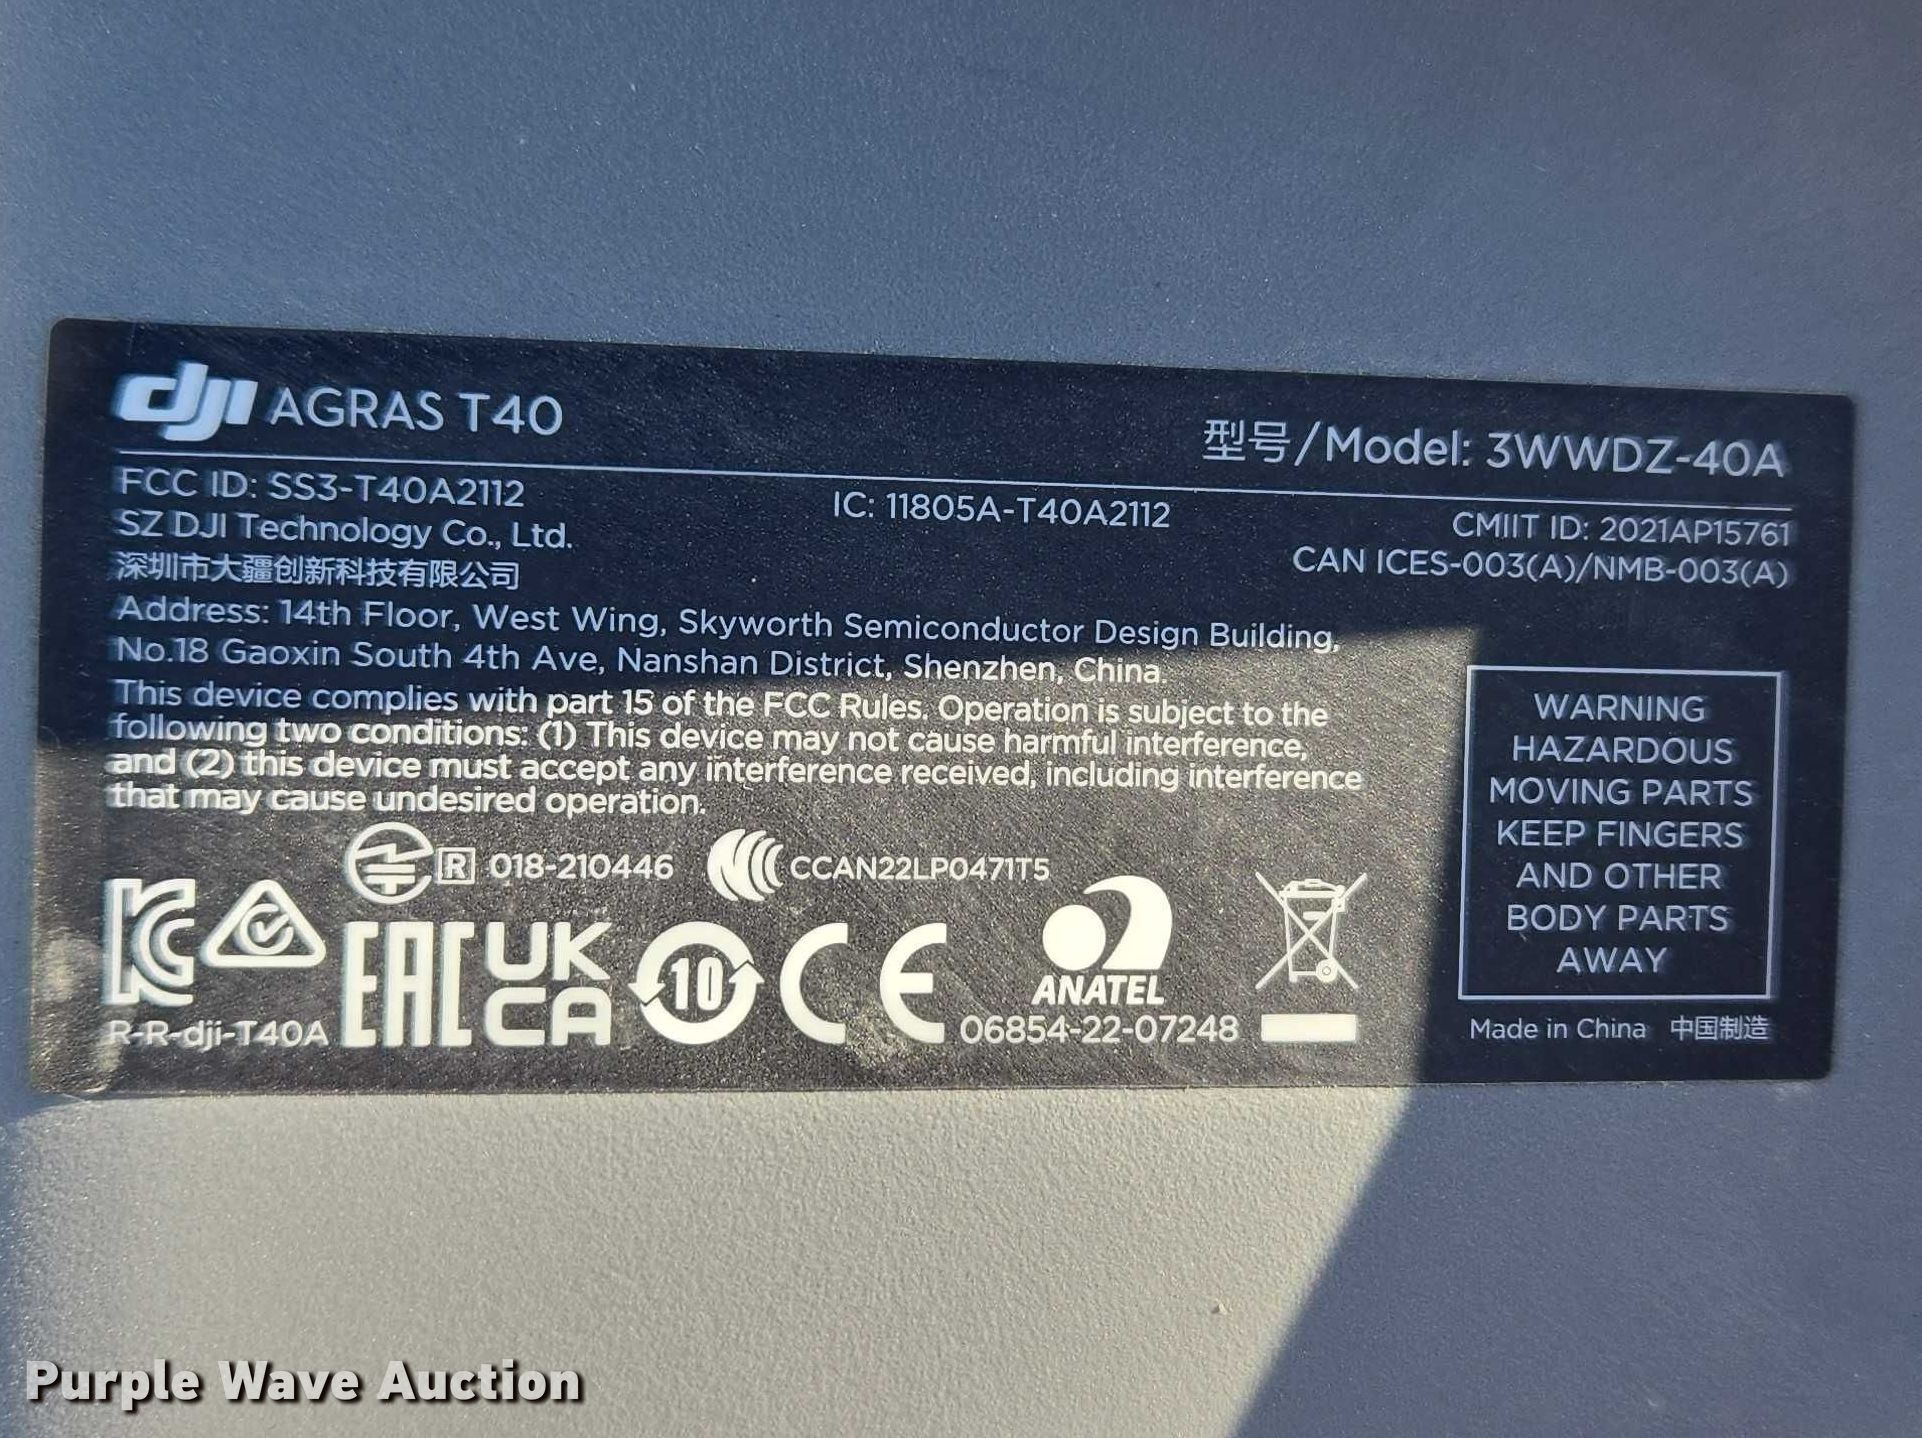 dji AGRAS T40
型号/Model: 3WWDZ-40A
FCC ID: SS3-T40A2112
IC: 11805A-T40A2112
CMIIT ID: 2021AP15761
SZ DJI Technology Co., Ltd.
CAN ICES-003(A)/NMB-003(A)
深圳市大疆创新科技有限公司
Address: 14th Floor, West Wing, Skyworth Semiconductor Design Building,
No.18 Gaoxin South 4th Ave, Nanshan District, Shenzhen, China.
This device complies with part 15 of the FCC Rules. Operation is subject to the
following two conditions: (1) This device may not cause harmful interference,
and (2) this device must accept any interference received, including interference
that may cause undesired operation.
R 018-210446
CCAN22LP0471T5
KC
EAC
UK
CA
10
CE
ANATEL
R-R-dji-T40A
06854-22-07248
WARNING
HAZARDOUS
MOVING PARTS
KEEP FINGERS
AND OTHER
BODY PARTS
AWAY
Made in China 中国制造
Purple Wave Auction